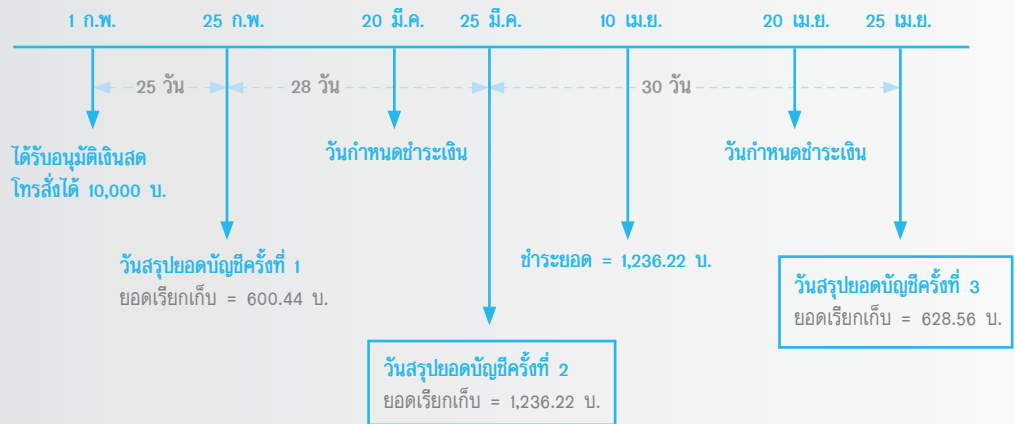 1 ก.พ. 25 ก.พ. 20 มี.ค. 25 มี.ค. 10 เม.ย. 20 เม.ย. 25 เม.ย.
25 วัน 28 วัน 30 วัน
ได้รับอนุมัติเงินสด
โทรสั่งได้ 10,000 บ.
วันกำหนดชำระเงิน
วันกำหนดชำระเงิน
วันสรุปยอดบัญชีครั้งที่ 1
ยอดเรียกเก็บ = 600.44 บ.
ชำระยอด = 1,236.22 บ.
วันสรุปยอดบัญชีครั้งที่ 3
ยอดเรียกเก็บ = 628.56 บ.
วันสรุปยอดบัญชีครั้งที่ 2
ยอดเรียกเก็บ = 1,236.22 บ.